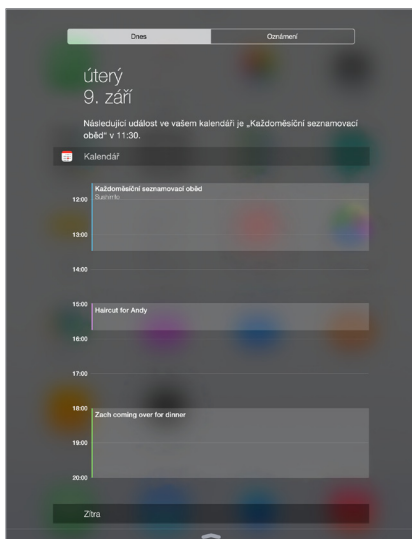 Dnes
Oznámení
úterý
9. září
Následující událost ve vašem kalendáři je „Každoměsíční seznamovací
oběd“ v 11:30.
Kalendář
Každoměsíční seznamovací oběd
12:00
13:00
14:00
15:00
Haircut for Andy
16:00
17:00
18:00
Zach coming over for dinner
19:00
20:00
Zítra